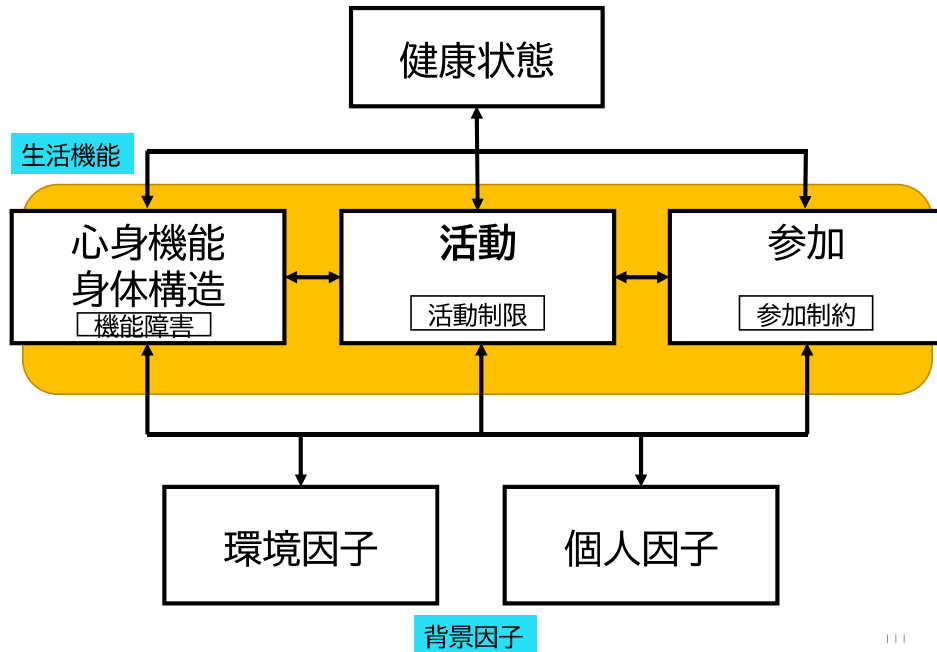 健康状態
生活機能
心身機能
身体構造
機能障害
活動
活動制限
参加
参加制約
環境因子
個人因子
背景因子